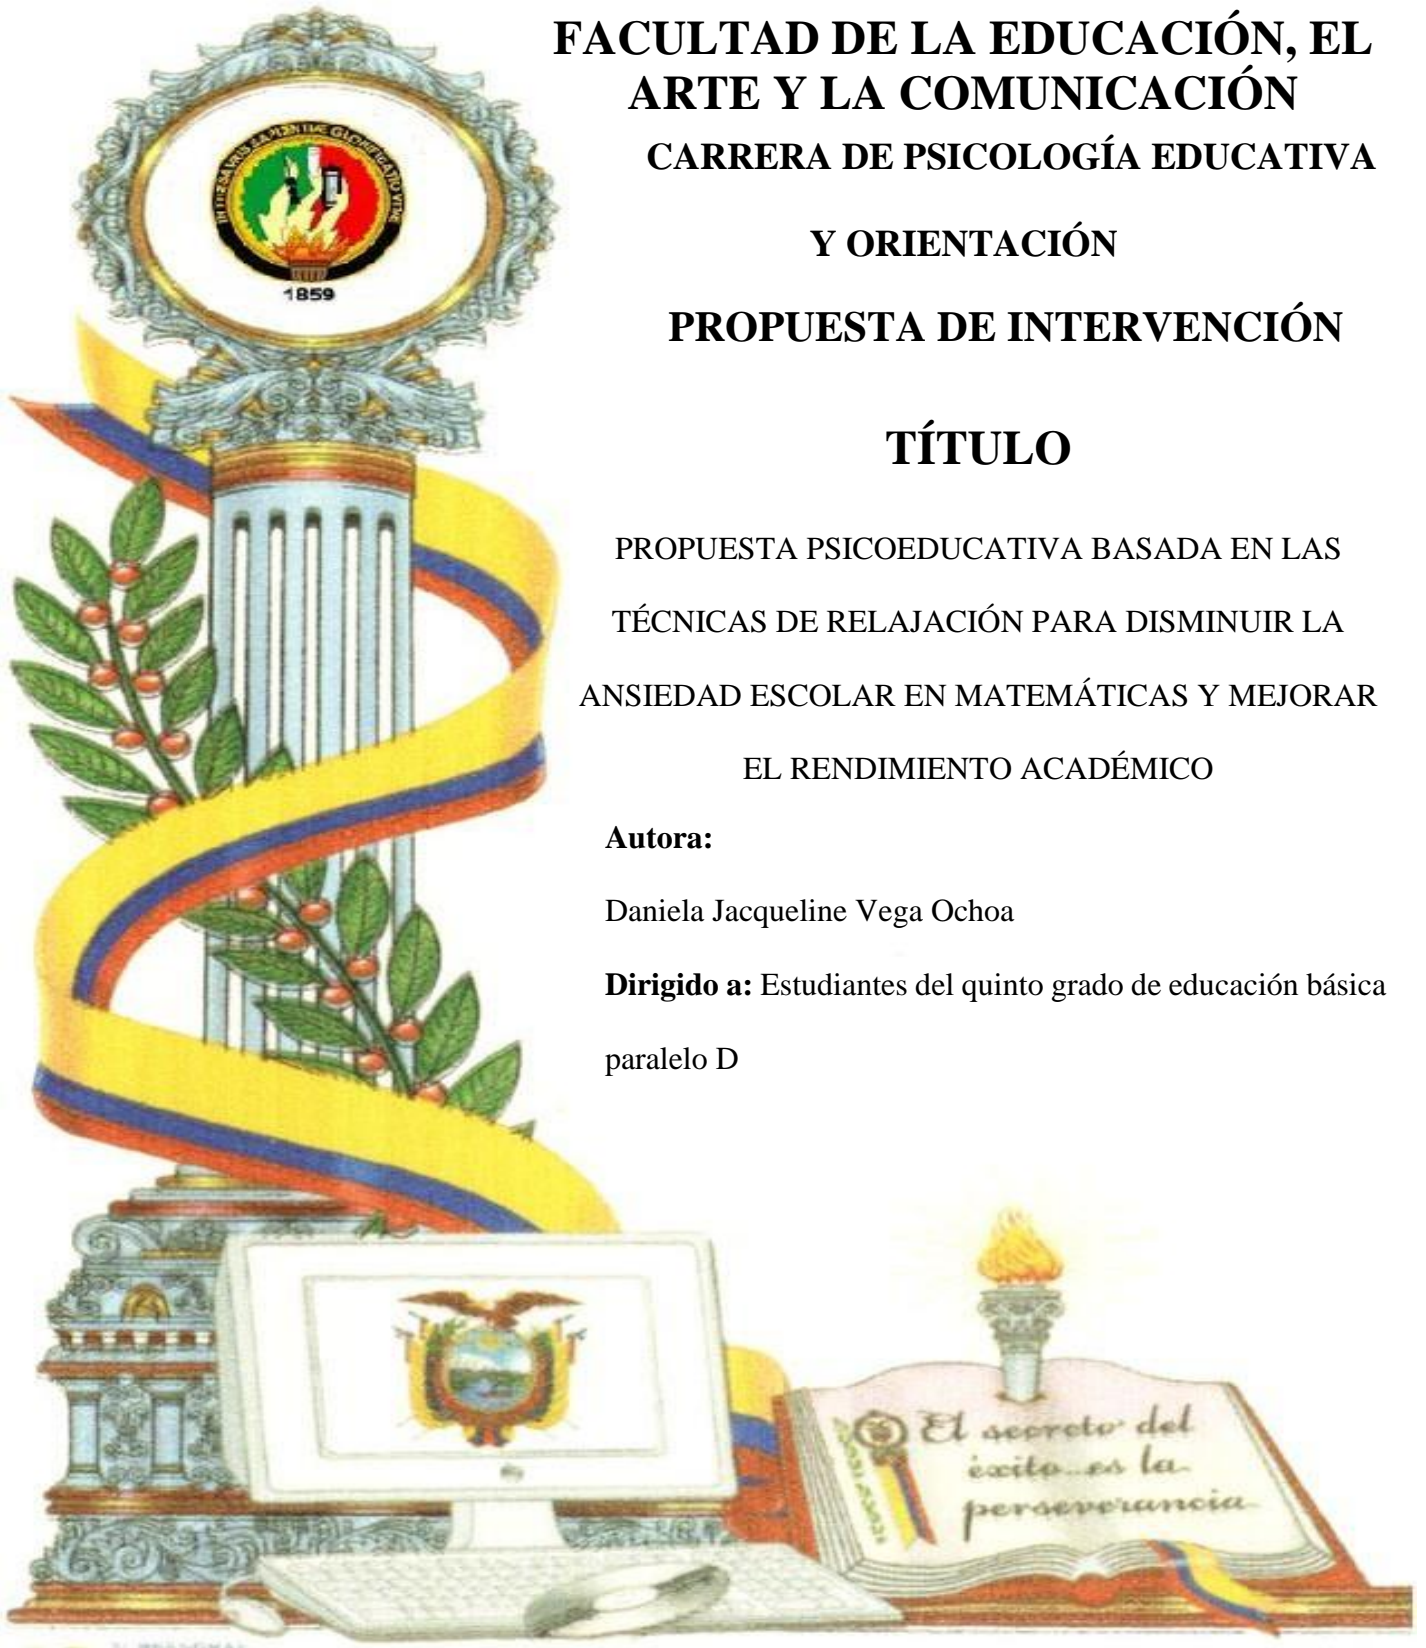 FACULTAD DE LA EDUCACIÓN, EL
ARTE Y LA COMUNICACIÓN
CARRERA DE PSICOLOGÍA EDUCATIVA
Y ORIENTACIÓN
PROPUESTA DE INTERVENCIÓN
TÍTULO
PROPUESTA PSICOEDUCATIVA BASADA EN LAS
TÉCNICAS DE RELAJACIÓN PARA DISMINUIR LA
ANSIEDAD ESCOLAR EN MATEMÁTICAS Y MEJORAR
EL RENDIMIENTO ACADÉMICO
Autora:
Daniela Jacqueline Vega Ochoa
Dirigido a: Estudiantes del quinto grado de educación básica
paralelo D
1859
El secreto del
éxito...es la
perseverancia